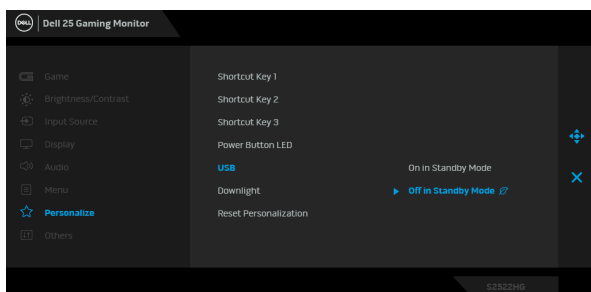 DELL Dell 25 Gaming Monitor
Game Shortcut Key 1
Brightness/Contrast Shortcut Key 2
Input Source Shortcut Key 3
Display Power Button LED
Audio USB On in Standby Mode
Menu Downlight Off in Standby Mode
Personalize Reset Personalization
Others
S2522HG